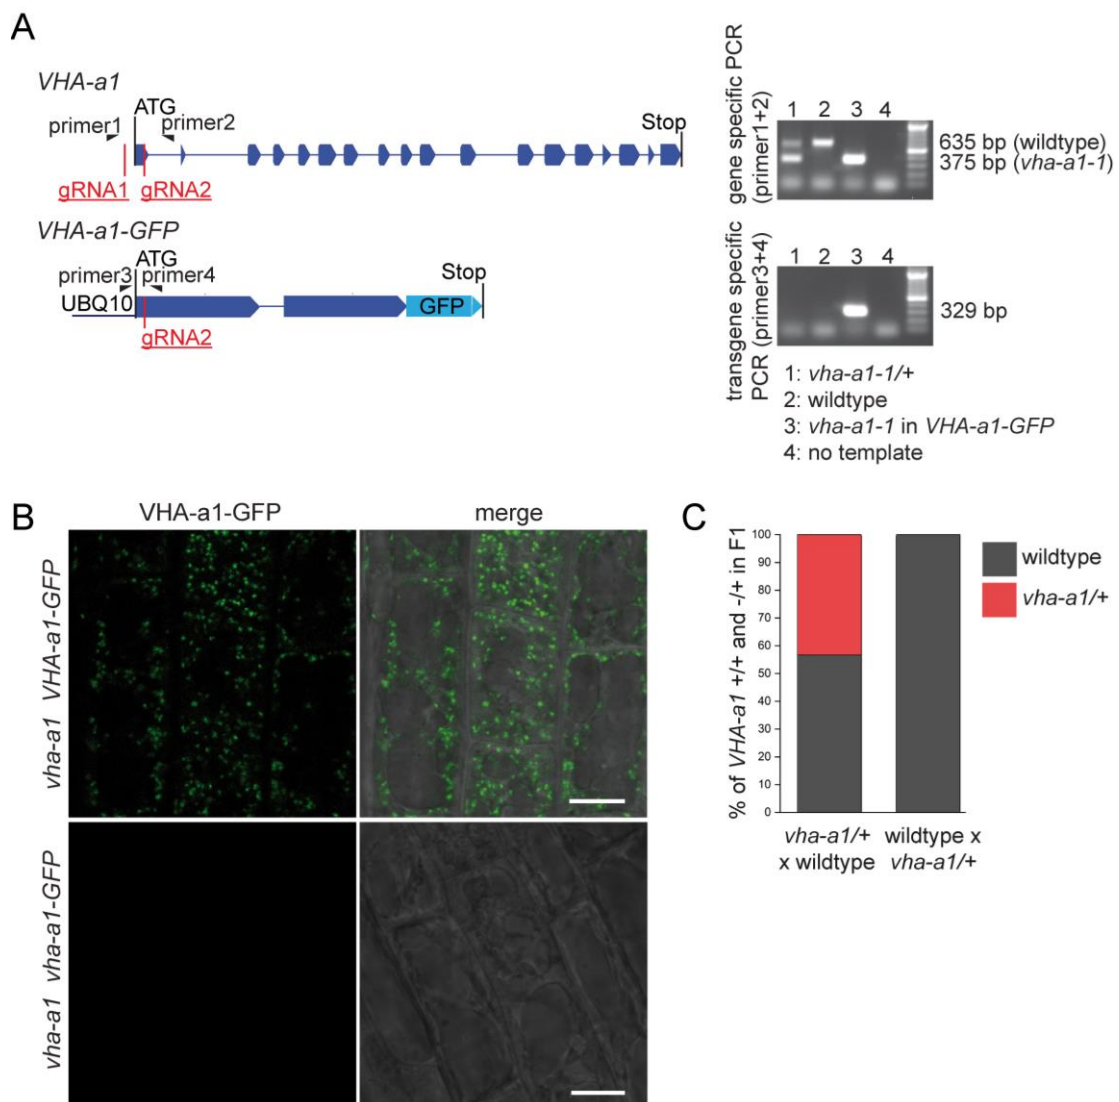 A
VHA-a1
ATG
primer1
primer2
Stop
gRNA1
gRNA2
VHA-a1-GFP
ATG
primer3
primer4
Stop
UBQ10
GFP
gRNA2
gene specific PCR
(primer1+2)
1 2 3 4
635 bp (wildtype)
375 bp (vha-a1-1)
transgene specific
PCR (primer3+4)
1 2 3 4
329 bp
1: vha-a1-1/+
2: wildtype
3: vha-a1-1 in VHA-a1-GFP
4: no template
B
VHA-a1-GFP
merge
vha-a1 VHA-a1-GFP
vha-a1 vha-a1-GFP
C
% of VHA-a1 +/+ and -/+ in F1
100
90
80
70
60
50
40
30
20
10
0
vha-a1/+
x wildtype
wildtype x
vha-a1/+
wildtype
vha-a1/+